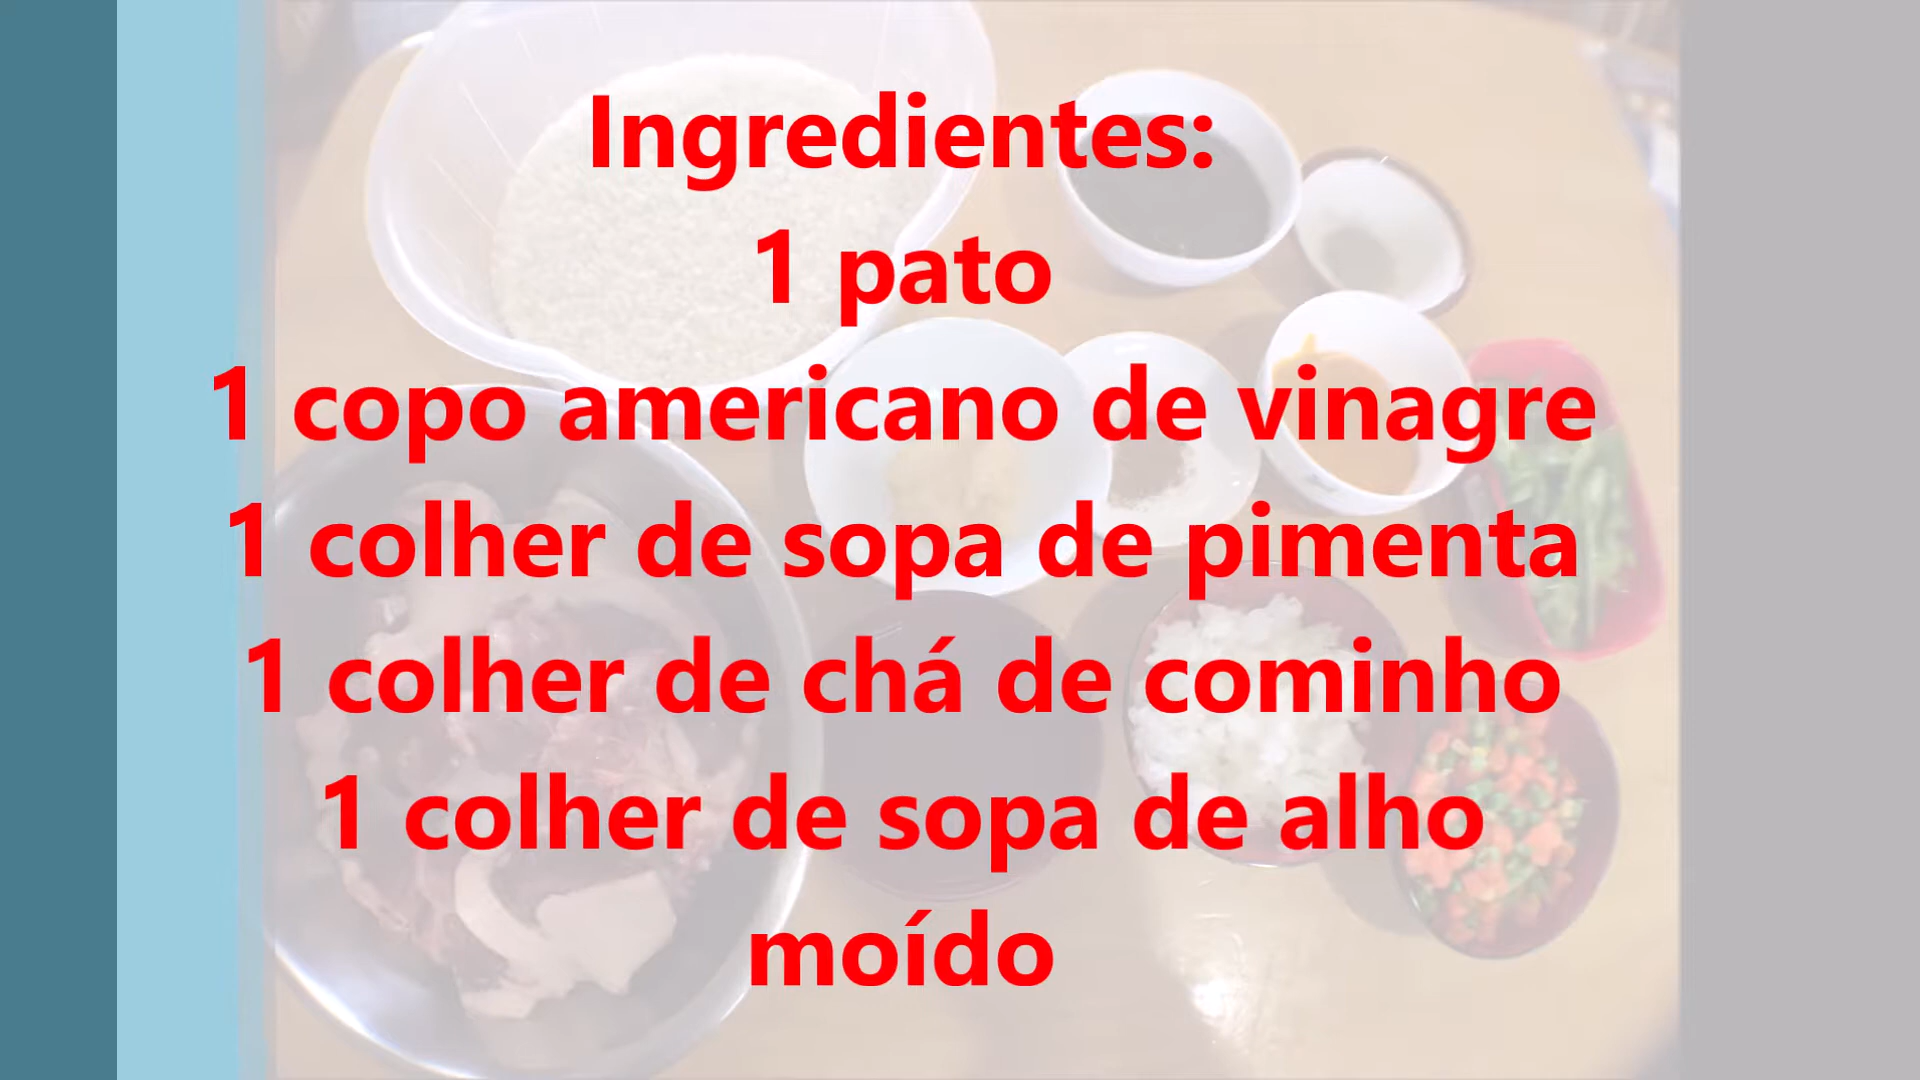 Ingredientes:
1 pato
1 copo americano de vinagre
1 colher de sopa de pimenta
1 colher de chá de cominho
1 colher de sopa de alho
moído